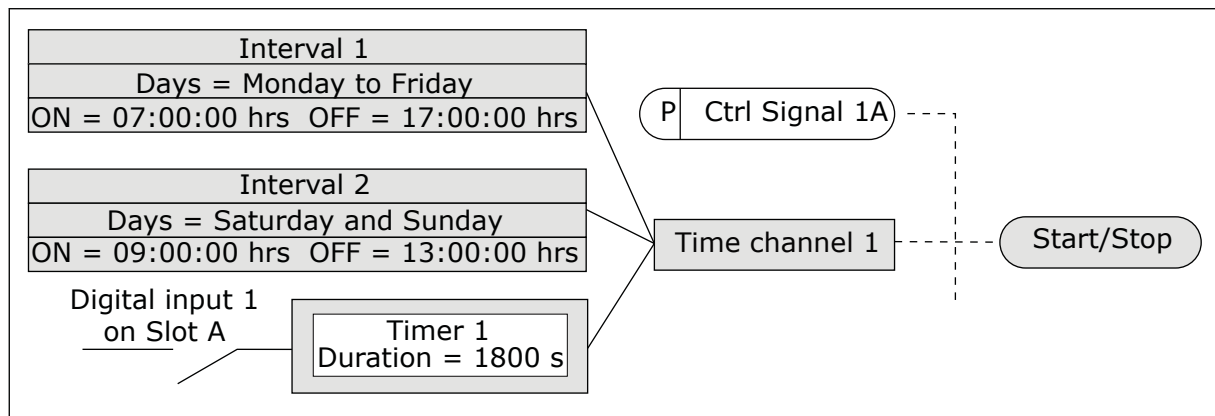 Interval 1
Days = Monday to Friday
ON = 07:00:00 hrs  OFF = 17:00:00 hrs
P Ctrl Signal 1A
Interval 2
Days = Saturday and Sunday
ON = 09:00:00 hrs  OFF = 13:00:00 hrs
Time channel 1
Start/Stop
Digital input 1
on Slot A
Timer 1
Duration = 1800 s